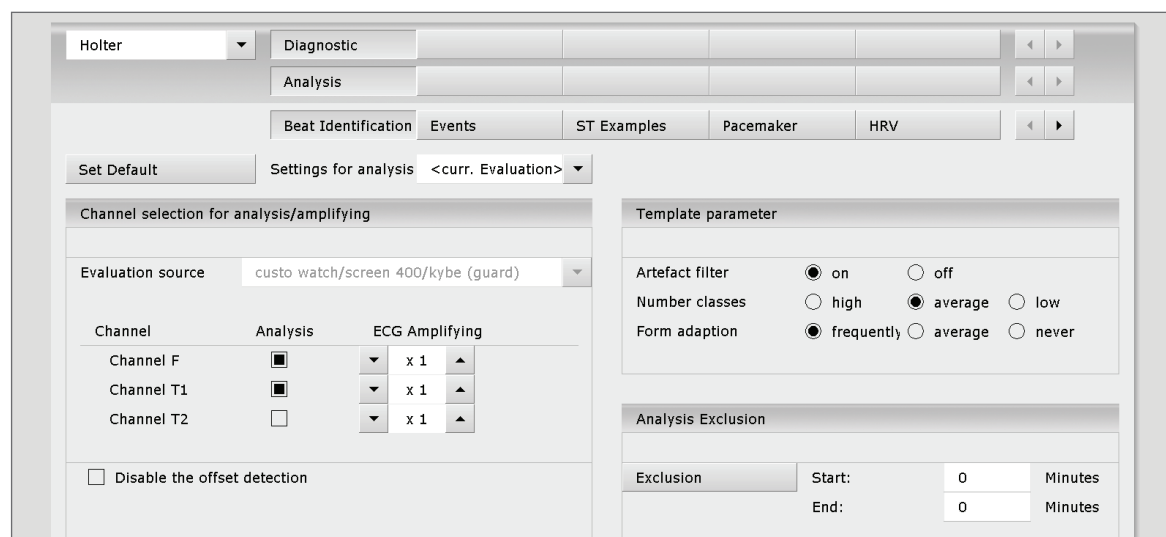 Holter Diagnostic
Analysis
Beat Identification Events ST Examples Pacemaker HRV
Set Default Settings for analysis <curr. Evaluation>
Channel selection for analysis/amplifying
Evaluation source custo watch/screen 400/kybe (guard)
Channel Analysis ECG Amplifying
Channel F x 1
Channel T1 x 1
Channel T2 x 1
Disable the offset detection
Template parameter
Artefact filter on off
Number classes high average low
Form adaption frequently average never
Analysis Exclusion
Exclusion Start: 0 Minutes
End: 0 Minutes